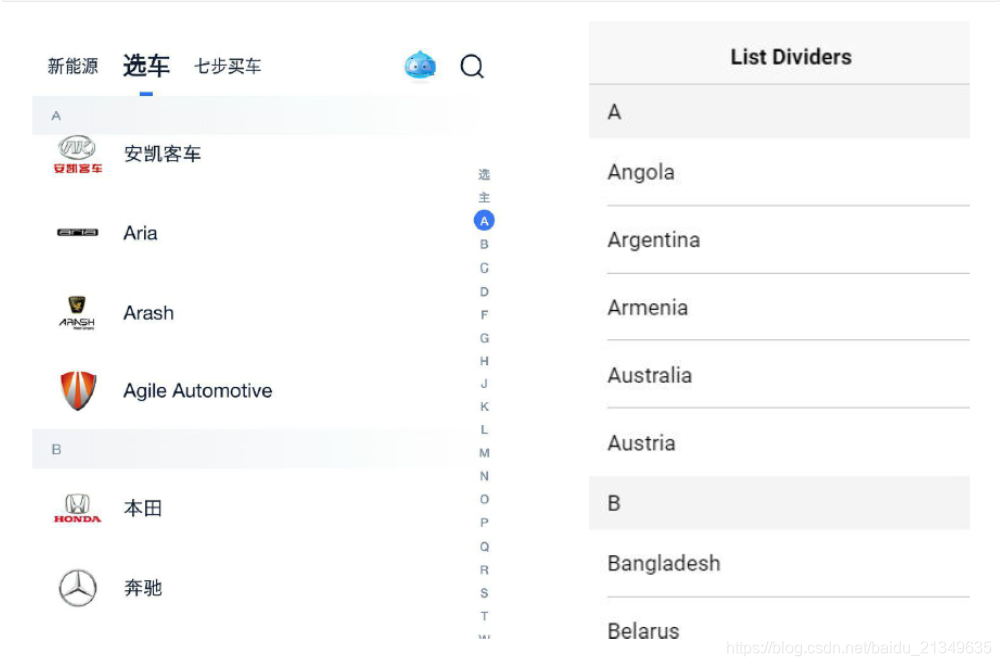 新能源 选车 七步买车
A
安凯客车
安凯客车
Aria
ARASH
Arash
Agile Automotive
B
HONDA
本田
奔驰
选
主
A
B
C
D
F
G
H
J
K
L
M
N
O
P
Q
R
S
T
W
List Dividers
A
Angola
Argentina
Armenia
Australia
Austria
B
Bangladesh
Belarus
https://blog.csdn.net/baidu_21349635